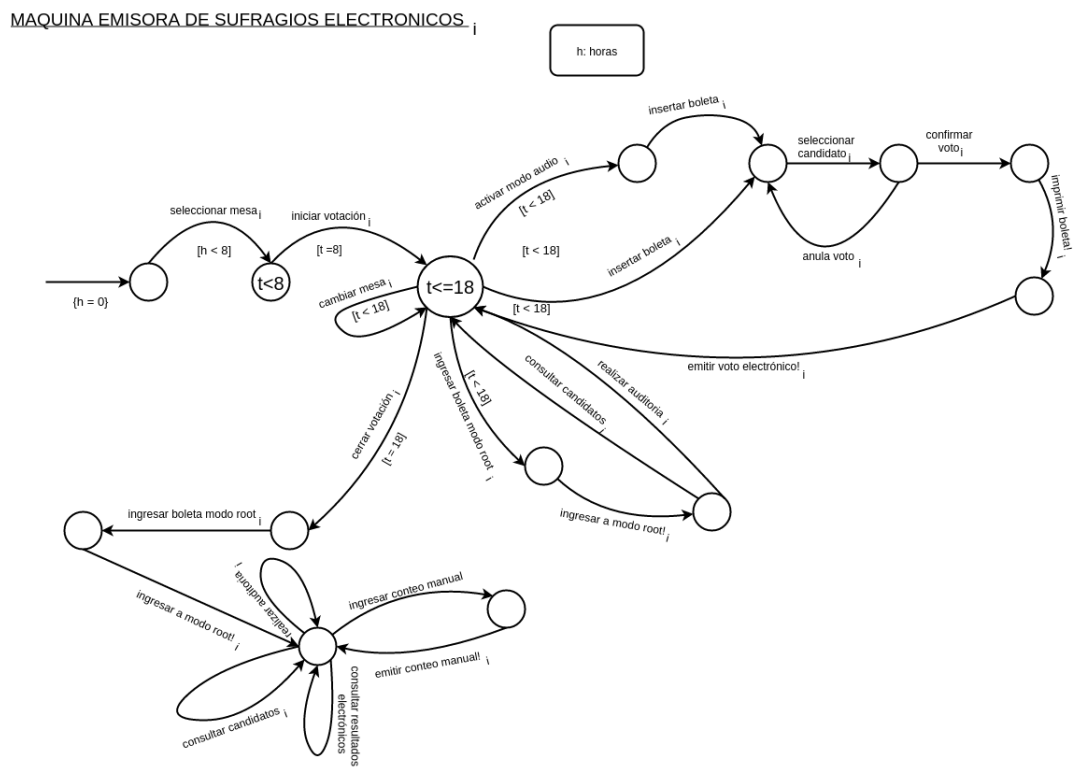 MAQUINA EMISORA DE SUFRAGIOS ELECTRONICOS i
h: horas
insertar boleta i
seleccionar
candidato i
confirmar
voto i
activar modo audio i
[t < 18]
imprimir boleta! i
seleccionar mesa i
iniciar votación i
[h < 8]
[t =8]
[t < 18]
insertar boleta i
anula voto i
{h = 0}
t<8
t<=18
cambiar mesa i
[t < 18]
[t < 18]
emitir voto electrónico! i
consultar candidatos i
realizar auditoria i
ingresar boleta modo root i
[t < 18]
cerrar votación i
[t = 18]
ingresar boleta modo root i
ingresar a modo root! i
realizar auditoria i
ingresar conteo manual
ingresar a modo root! i
emitir conteo manual! i
consultar candidatos i
consultar resultados
electrónicos